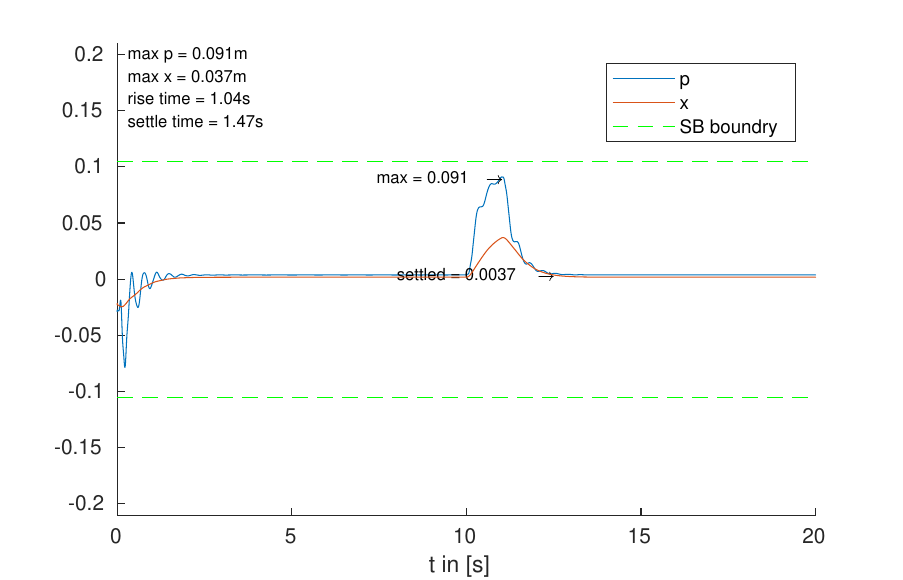 max p = 0.091m
max x = 0.037m
rise time = 1.04s
settle time = 1.47s
p
x
SB boundry
max = 0.091
settled = 0.0037
0.2
0.15
0.1
0.05
0
-0.05
-0.1
-0.15
-0.2
0 5 10 15 20
t in [s]